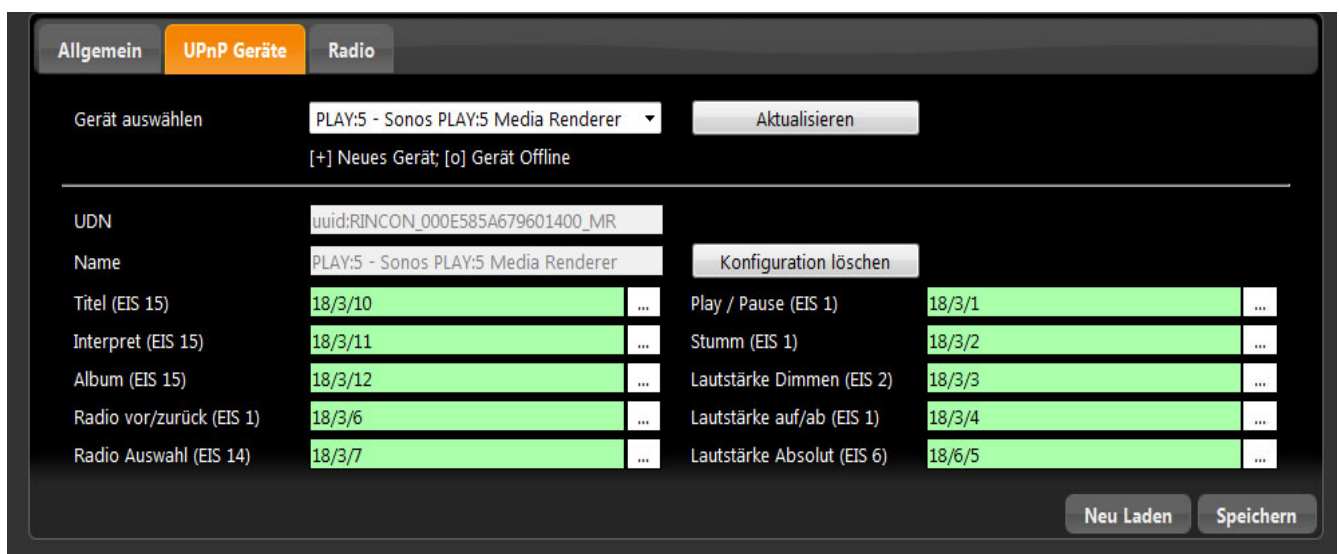 Allgemein UPnP Geräte Radio
Gerät auswählen PLAY:5 - Sonos PLAY:5 Media Renderer Aktualisieren
[+] Neues Gerät; [o] Gerät Offline
UDN uuid:RINCON_000E585A679601400_MR
Name PLAY:5 - Sonos PLAY:5 Media Renderer Konfiguration löschen
Titel (EIS 15) 18/3/10 ... Play / Pause (EIS 1) 18/3/1 ...
Interpret (EIS 15) 18/3/11 ... Stumm (EIS 1) 18/3/2 ...
Album (EIS 15) 18/3/12 ... Lautstärke Dimmen (EIS 2) 18/3/3 ...
Radio vor/zurück (EIS 1) 18/3/6 ... Lautstärke auf/ab (EIS 1) 18/3/4 ...
Radio Auswahl (EIS 14) 18/3/7 ... Lautstärke Absolut (EIS 6) 18/6/5 ...
Neu Laden Speichern